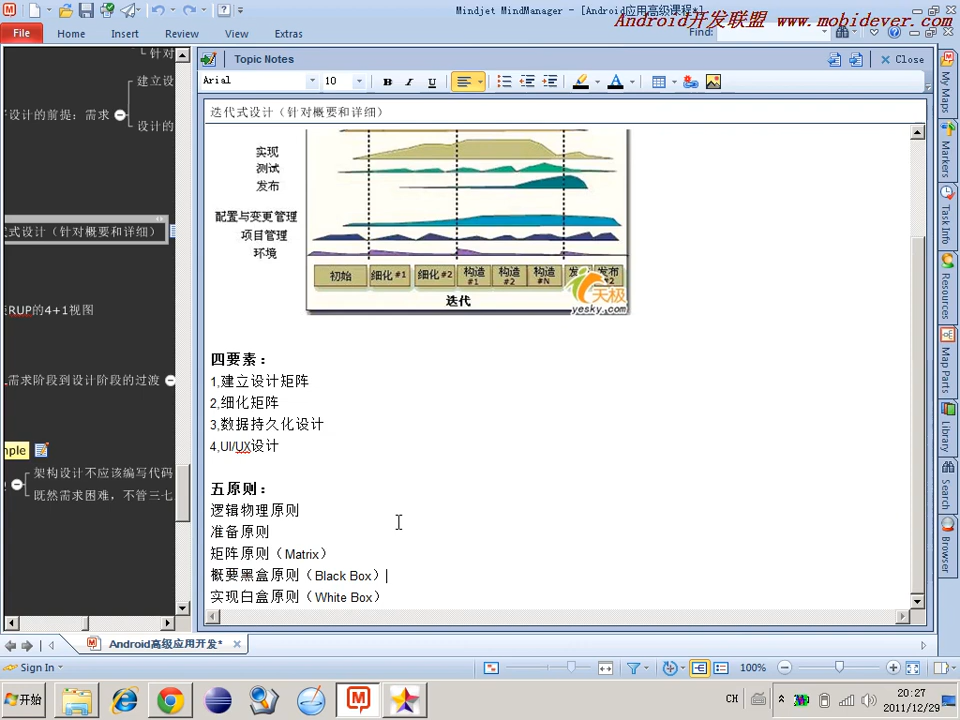 Mindjet MindManager - [Android应用高级课程*
Android开发联盟 www.mobidever.com
File
Home
Insert
Review
View
Extras
Find:
Topic Notes
Close
Arial
10
B I U
迭代式设计（针对概要和详细）
针对
建立设
设计的前提: 需求
设计的
式设计（针对概要和详细）
RUP的4+1视图
需求阶段到设计阶段的过渡
mple
架构设计不应该编写代码
既然需求困难，不管三七
实现
测试
发布
配置与变更管理
项目管理
环境
初始
细化 #1
细化 #2
构造 #1
构造 #2
构造 #N
迭代
天极
yesky.com
四要素：
1,建立设计矩阵
2,细化矩阵
3,数据持久化设计
4,UI/UX设计
五原则：
逻辑物理原则
准备原则
矩阵原则（Matrix）
概要黑盒原则（Black Box）
实现白盒原则（White Box）
My Maps
Markers
Task Info
Resources
Map Parts
Library
Search
Browser
Android高级应用开发*
Sign In
100%
开始
CH
20:27
2011/12/29